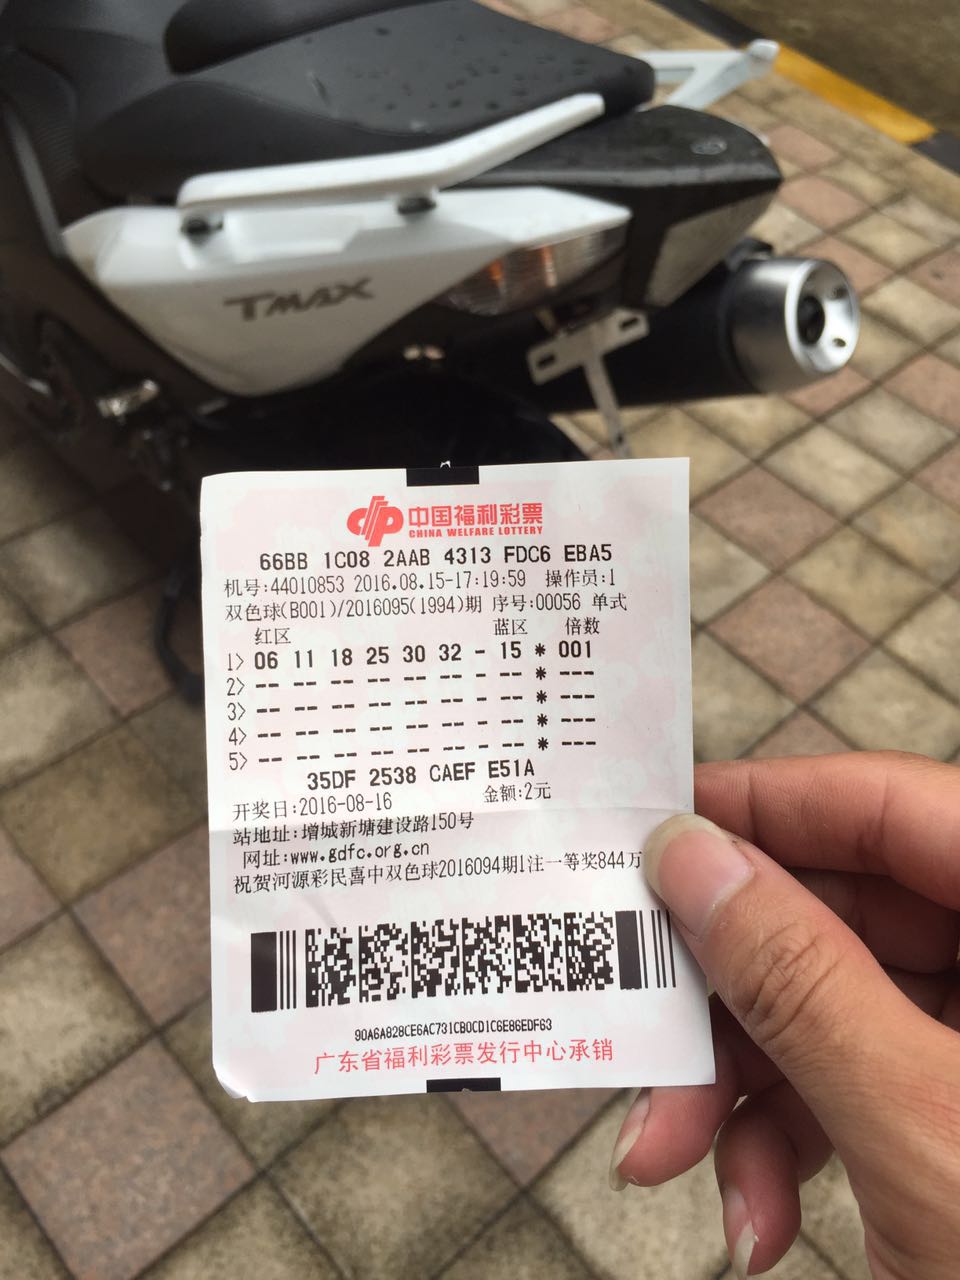 TMAX
中国福利彩票
CHINA WELFARE LOTTERY
66BB 1C08 2AAB 4313 FDC6 EBA5
机号:44010853 2016.08.15-17:19:59 操作员:1
双色球(B001)/2016095(1994)期 序号:00056 单式
红区 蓝区 倍数
1> 06 11 18 25 30 32 - 15 * 001
2> -- -- -- -- -- -- - -- * ---
3> -- -- -- -- -- -- - -- * ---
4> -- -- -- -- -- -- - -- * ---
5> -- -- -- -- -- -- - -- * ---
35DF 2538 CAEF E51A
开奖日:2016-08-16 金额:2元
站地址:增城新塘建设路150号
网址:www.gdfc.org.cn
祝贺河源彩民喜中双色球2016094期1注一等奖844万
90A6A828CE6AC731CB0CD1C6E86EDF63
广东省福利彩票发行中心承销